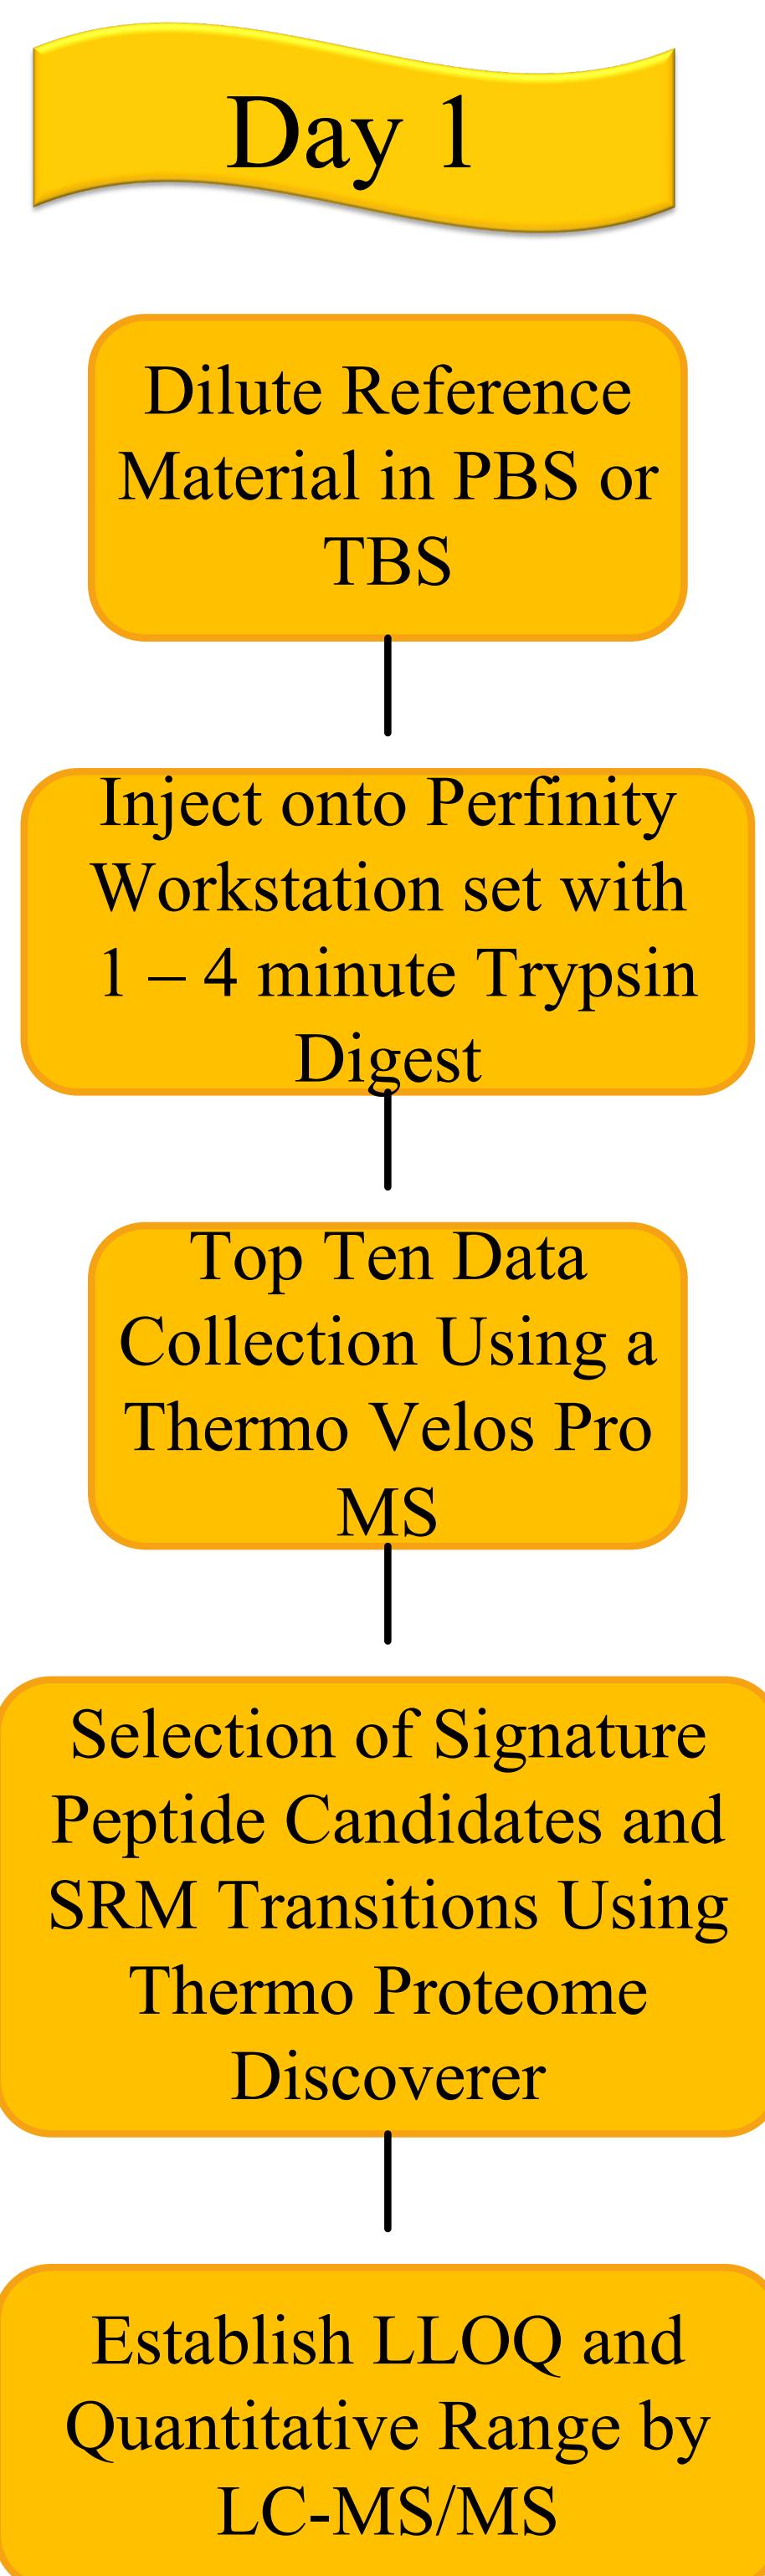 Day 1
Dilute Reference
Material in PBS or
TBS
Inject onto Perfinity
Workstation set with
1 – 4 minute Trypsin
Digest
Top Ten Data
Collection Using a
Thermo Velos Pro
MS
Selection of Signature
Peptide Candidates and
SRM Transitions Using
Thermo Proteome
Discoverer
Establish LLOQ and
Quantitative Range by
LC-MS/MS